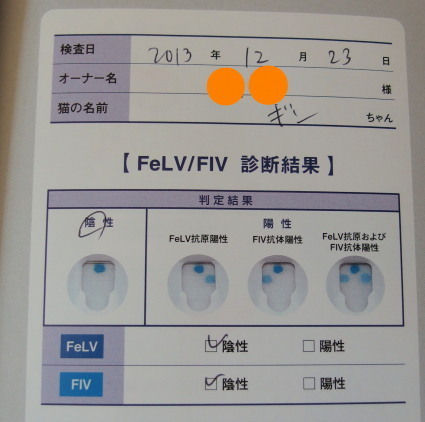 検査日 2013 年 12 月 23 日
オーナー名 様
猫の名前 ギン ちゃん
【 FeLV/FIV 診断結果 】
判定結果
陰性 陽性
FeLV抗原陽性 FIV抗体陽性 FeLV抗原および
FIV抗体陽性
FeLV ☑陰性 □陽性
FIV ☑陰性 □陽性